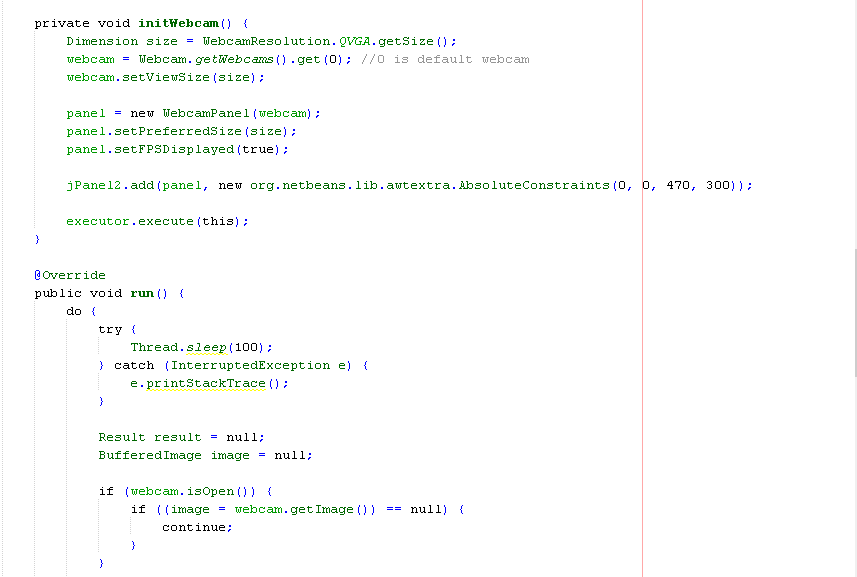 private void initWebcam() {
Dimension size = WebcamResolution.QVGA.getSize();
webcam = Webcam.getWebcams().get(0); //0 is default webcam
webcam.setViewSize(size);
panel = new WebcamPanel(webcam);
panel.setPreferredSize(size);
panel.setFPSDisplayed(true);
jPanel2.add(panel, new org.netbeans.lib.awtextra.AbsoluteConstraints(0, 0, 470, 300));
executor.execute(this);
}
@Override
public void run() {
do {
try {
Thread.sleep(100);
} catch (InterruptedException e) {
e.printStackTrace();
}
Result result = null;
BufferedImage image = null;
if (webcam.isOpen()) {
if ((image = webcam.getImage()) == null) {
continue;
}
}